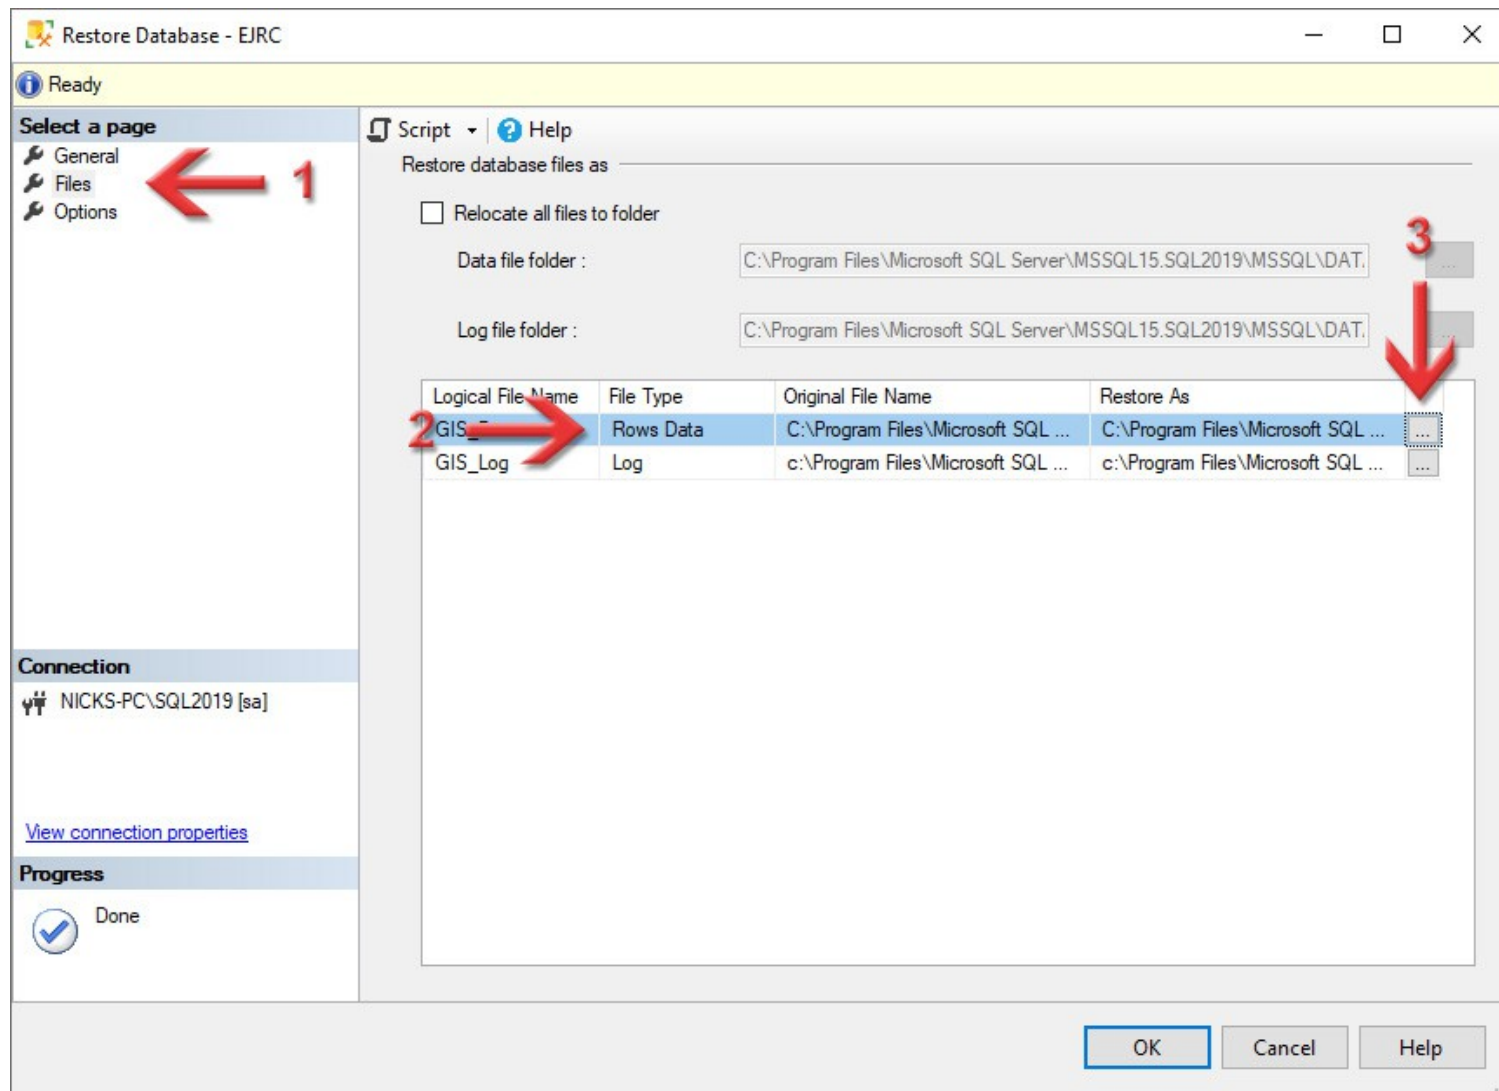 Restore Database - EJRC
Ready
Select a page
General
Files
Options
1
Script
Help
Restore database files as
Relocate all files to folder
3
Data file folder :
C:\Program Files\Microsoft SQL Server\MSSQL15.SQL2019\MSSQL\DAT
...
Log file folder :
C:\Program Files\Microsoft SQL Server\MSSQL15.SQL2019\MSSQL\DAT
...
Logical File Name File Type Original File Name Restore As
2
Rows Data C:\Program Files\Microsoft SQL ... C:\Program Files\Microsoft SQL ... ...
GIS_Log Log c:\Program Files\Microsoft SQL ... c:\Program Files\Microsoft SQL ... ...
Connection
NICKS-PC\SQL2019 [sa]
View connection properties
Progress
Done
OK Cancel Help